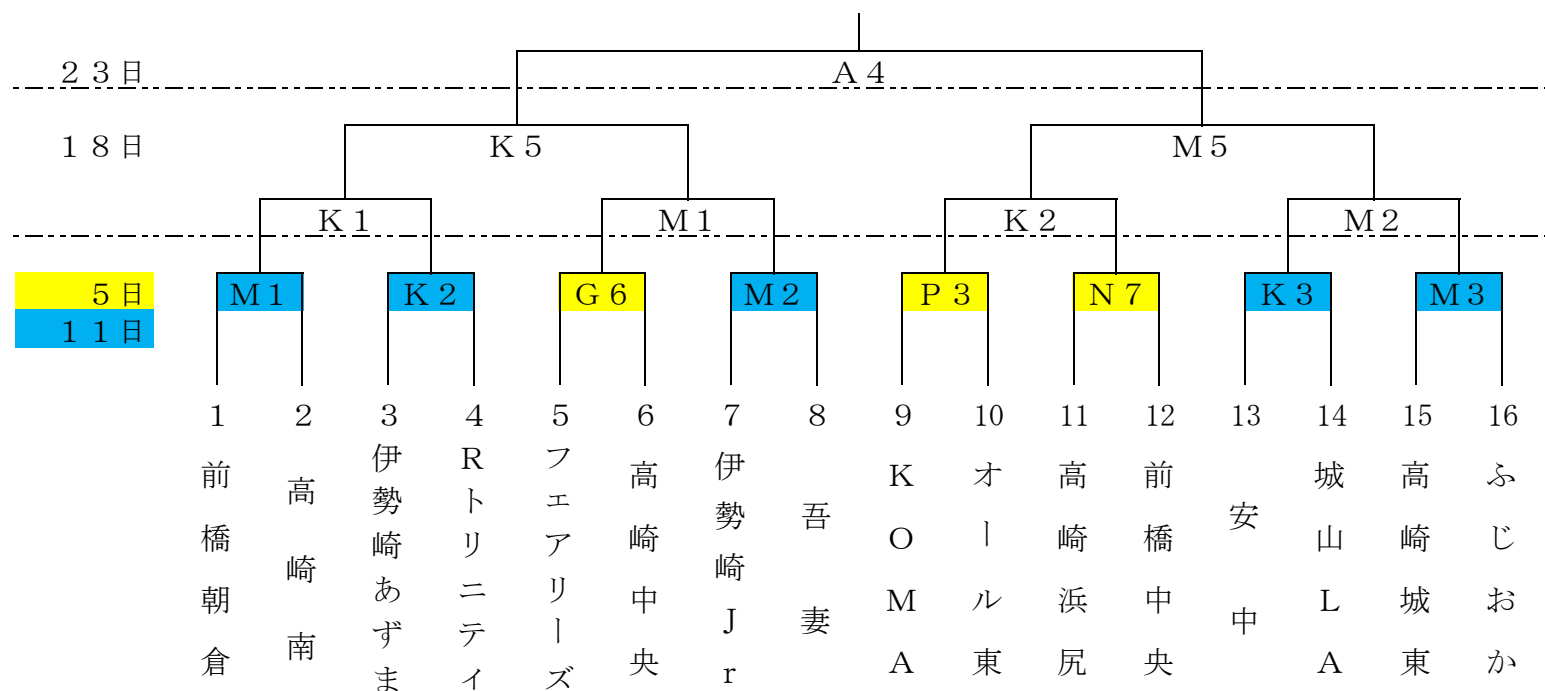 ２３日
Ａ４
１８日
Ｋ５
Ｍ５
Ｋ１
Ｍ１
Ｋ２
Ｍ２
５日
Ｍ１
Ｋ２
Ｇ６
Ｍ２
Ｐ３
Ｎ７
Ｋ３
Ｍ３
１１日
1
2
3
4
5
6
7
8
9
10
11
12
13
14
15
16
前橋朝倉
高崎南
伊勢崎あずま
Ｒトリニティ
フェアリーズ
高崎中央
伊勢崎Ｊｒ
吾妻
ＫＯＭＡ
オール東
高崎浜尻
前橋中央
安中
城山ＬＡ
高崎城東
ふじおか